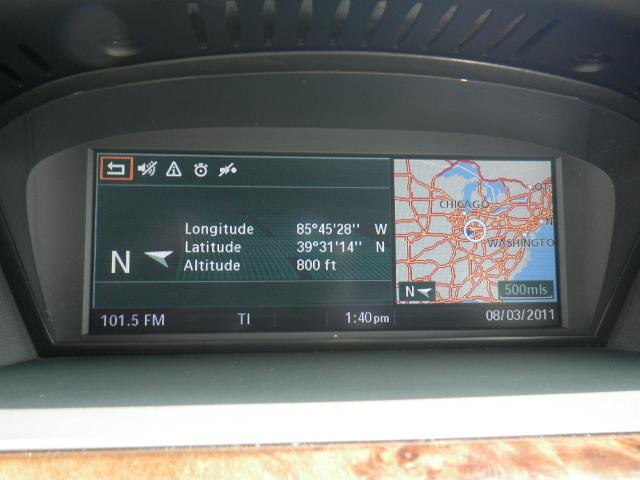 Longitude 85°45'28'' W
Latitude 39°31'14'' N
Altitude 800 ft
N
CHICAGO
OT
N
WASHINGTO
N
500mls
101.5 FM TI 1:40pm 08/03/2011